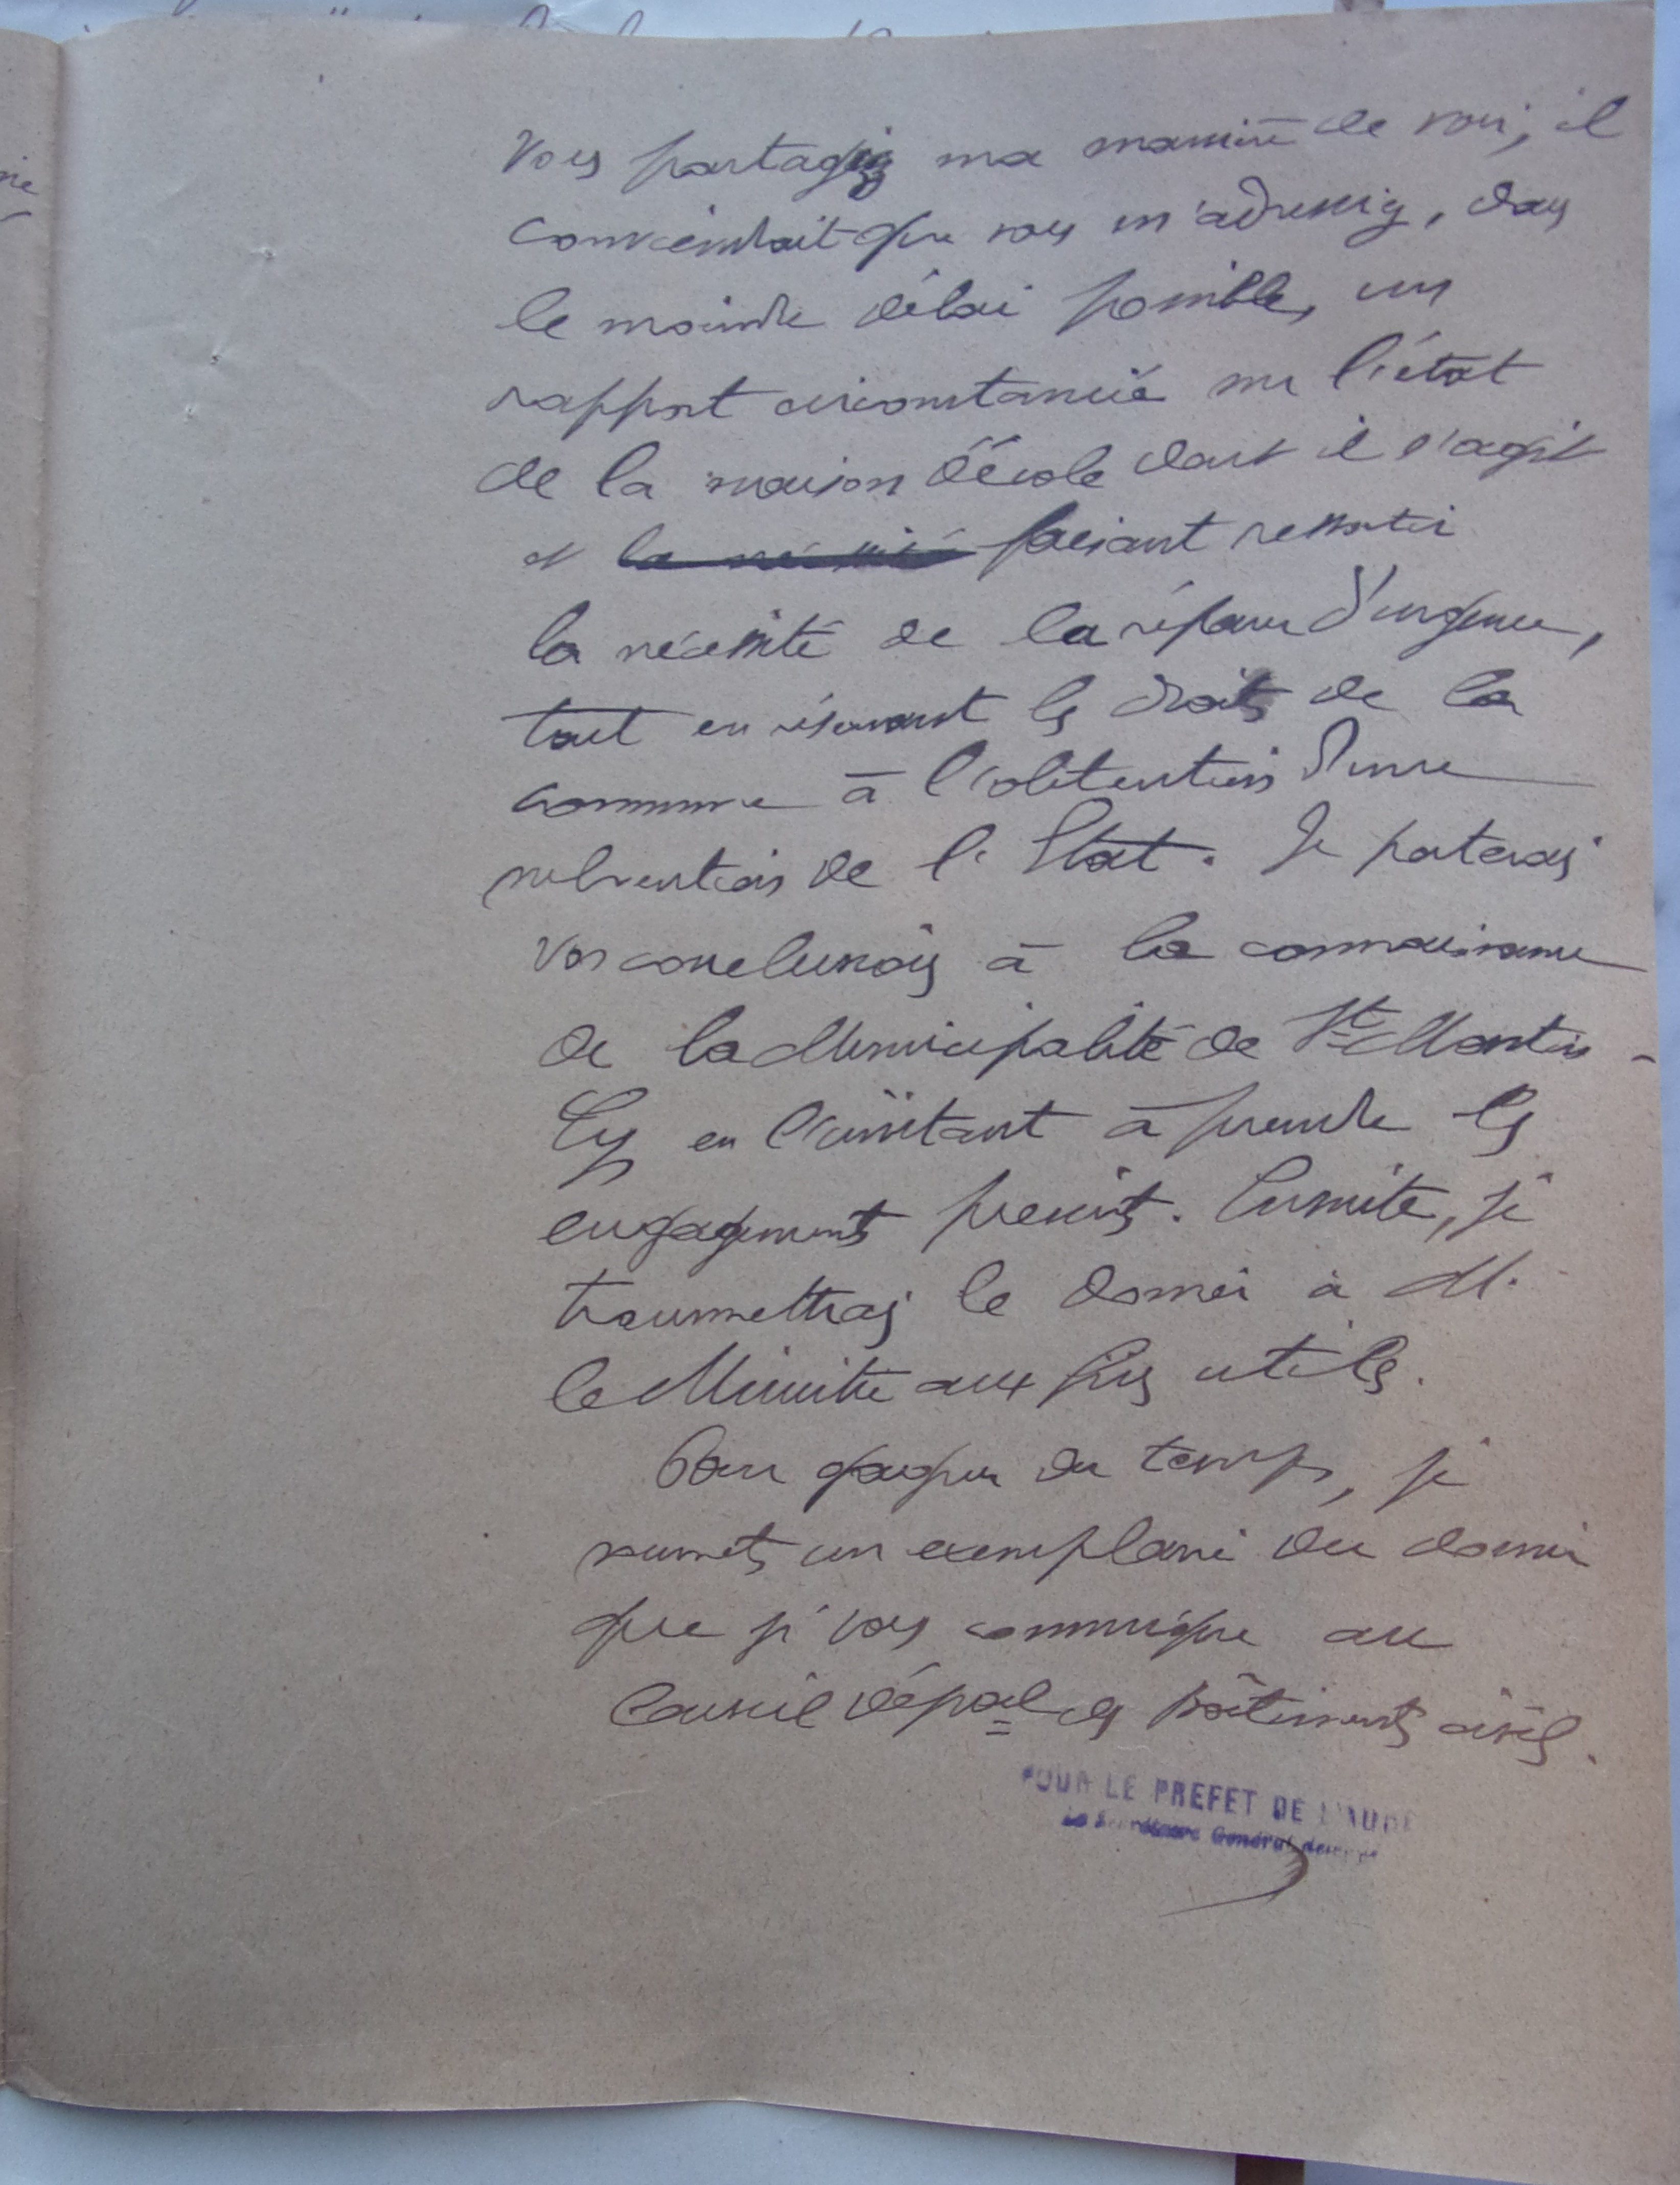 vous partagiez ma manière de voir, il
conviendrait que vous m'adressiez, dans
le moindre délai possible, un
rapport circonstancié sur l'état
de la maison d'école dont il s'agit
et la nécessité faisant ressortir
la nécessité de la réparer d'urgence,
tout en réservant les droits de la
commune à l'obtention d'une
subvention de l'Etat. Je porterai
vos conclusions à la connaissance
de la Municipalité de St Martin-
Lys en l'invitant à prendre les
engagements prescrits. Ensuite, je
transmettrai le dossier à M.
le Ministre aux fins utiles.
Pour gagner du temps, je
soumets un exemplaire du dossier
que je vous communique au
Conseil dépal des bâtiments civils.
POUR LE PREFET DE L'AUDE
Le Secrétaire Général